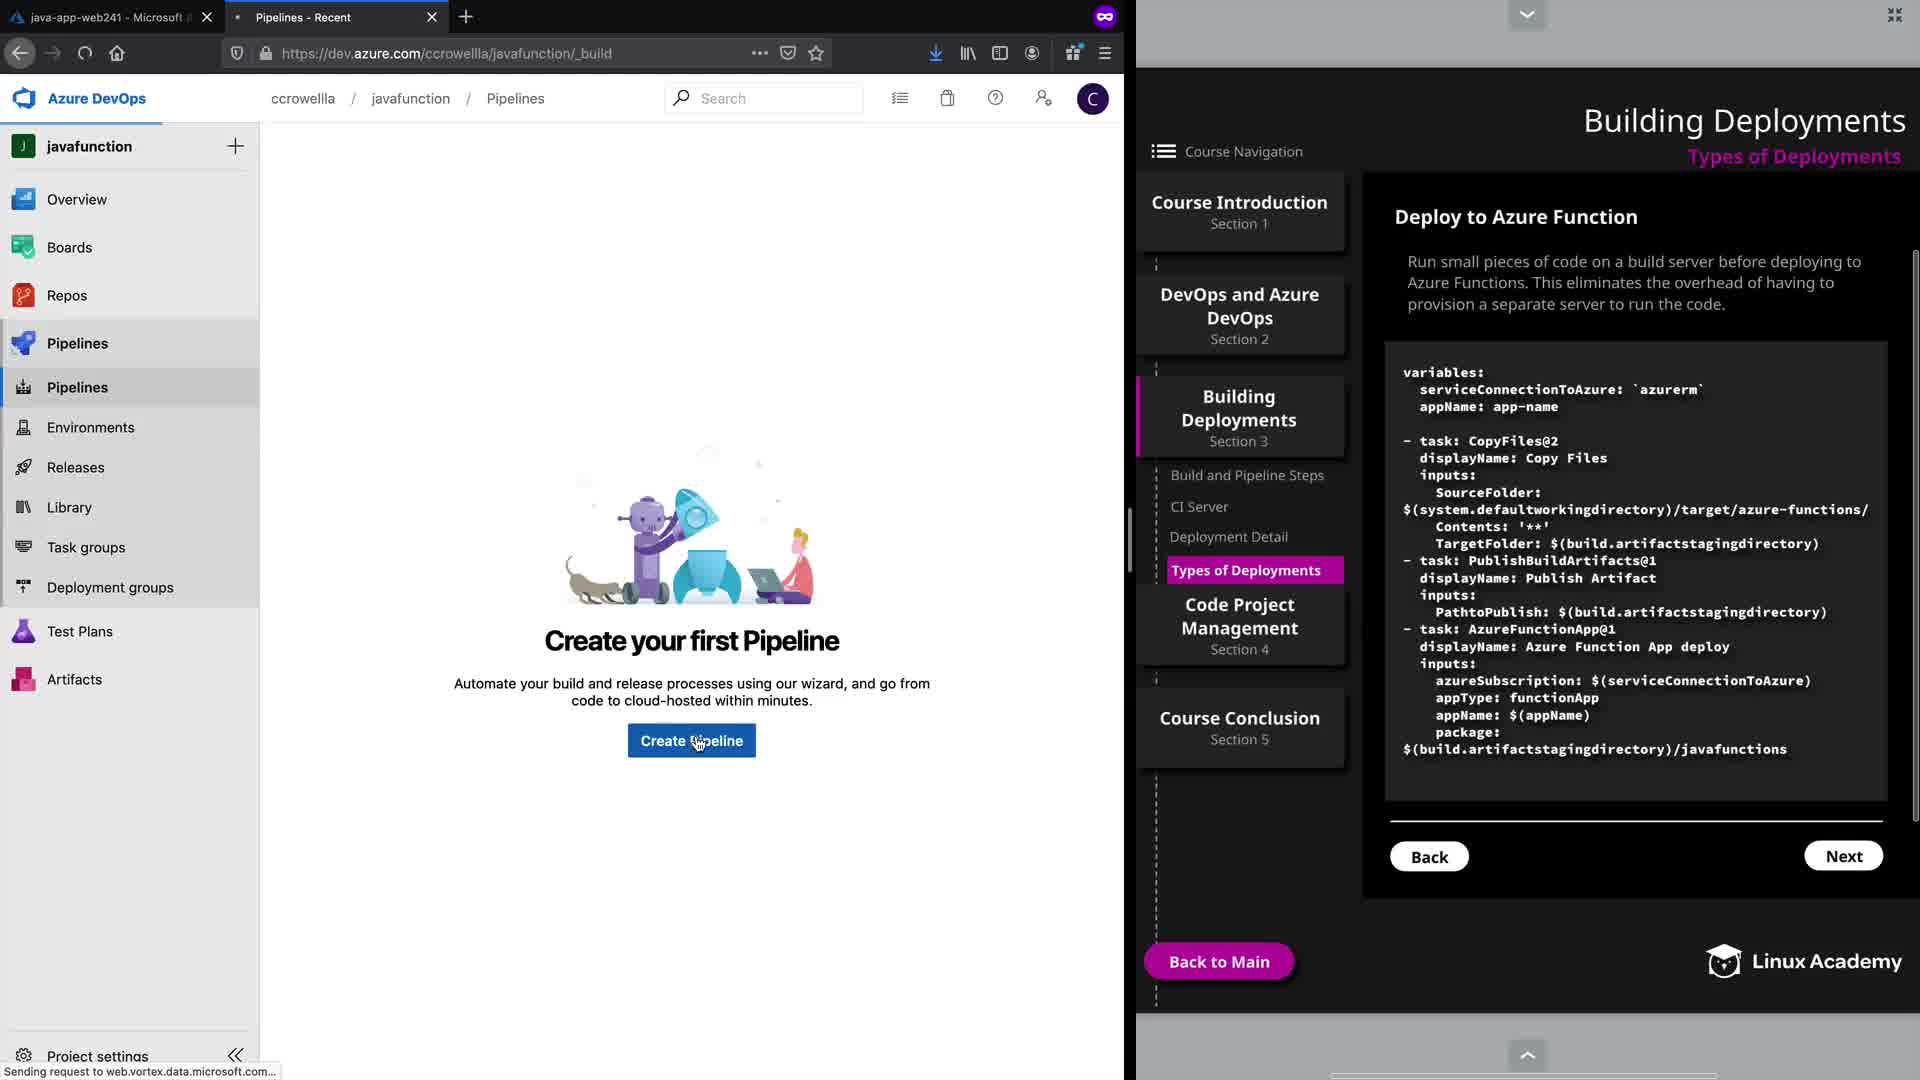 java-app-web241 - Microsoft
Pipelines - Recent
https://dev.azure.com/ccrowellla/javafunction/_build
Azure DevOps
ccrowellla / javafunction / Pipelines
Search
C
J
javafunction
Overview
Boards
Repos
Pipelines
Pipelines
Environments
Releases
Library
Task groups
Deployment groups
Test Plans
Artifacts
Project settings
Sending request to web.vortex.data.microsoft.com...
Create your first Pipeline
Automate your build and release processes using our wizard, and go from
code to cloud-hosted within minutes.
Create Pipeline
Building Deployments
Types of Deployments
Course Navigation
Course Introduction
Section 1
DevOps and Azure
DevOps
Section 2
Building
Deployments
Section 3
Build and Pipeline Steps
CI Server
Deployment Detail
Types of Deployments
Code Project
Management
Section 4
Course Conclusion
Section 5
Back to Main
Deploy to Azure Function
Run small pieces of code on a build server before deploying to
Azure Functions. This eliminates the overhead of having to
provision a separate server to run the code.
variables:
serviceConnectionToAzure: `azurerm`
appName: app-name
- task: CopyFiles@2
displayName: Copy Files
inputs:
SourceFolder:
$(system.defaultworkingdirectory)/target/azure-functions/
Contents: '**'
TargetFolder: $(build.artifactstagingdirectory)
- task: PublishBuildArtifacts@1
displayName: Publish Artifact
inputs:
PathtoPublish: $(build.artifactstagingdirectory)
- task: AzureFunctionApp@1
displayName: Azure Function App deploy
inputs:
azureSubscription: $(serviceConnectionToAzure)
appType: functionApp
appName: $(appName)
package:
$(build.artifactstagingdirectory)/javafunctions
Back
Next
Linux Academy